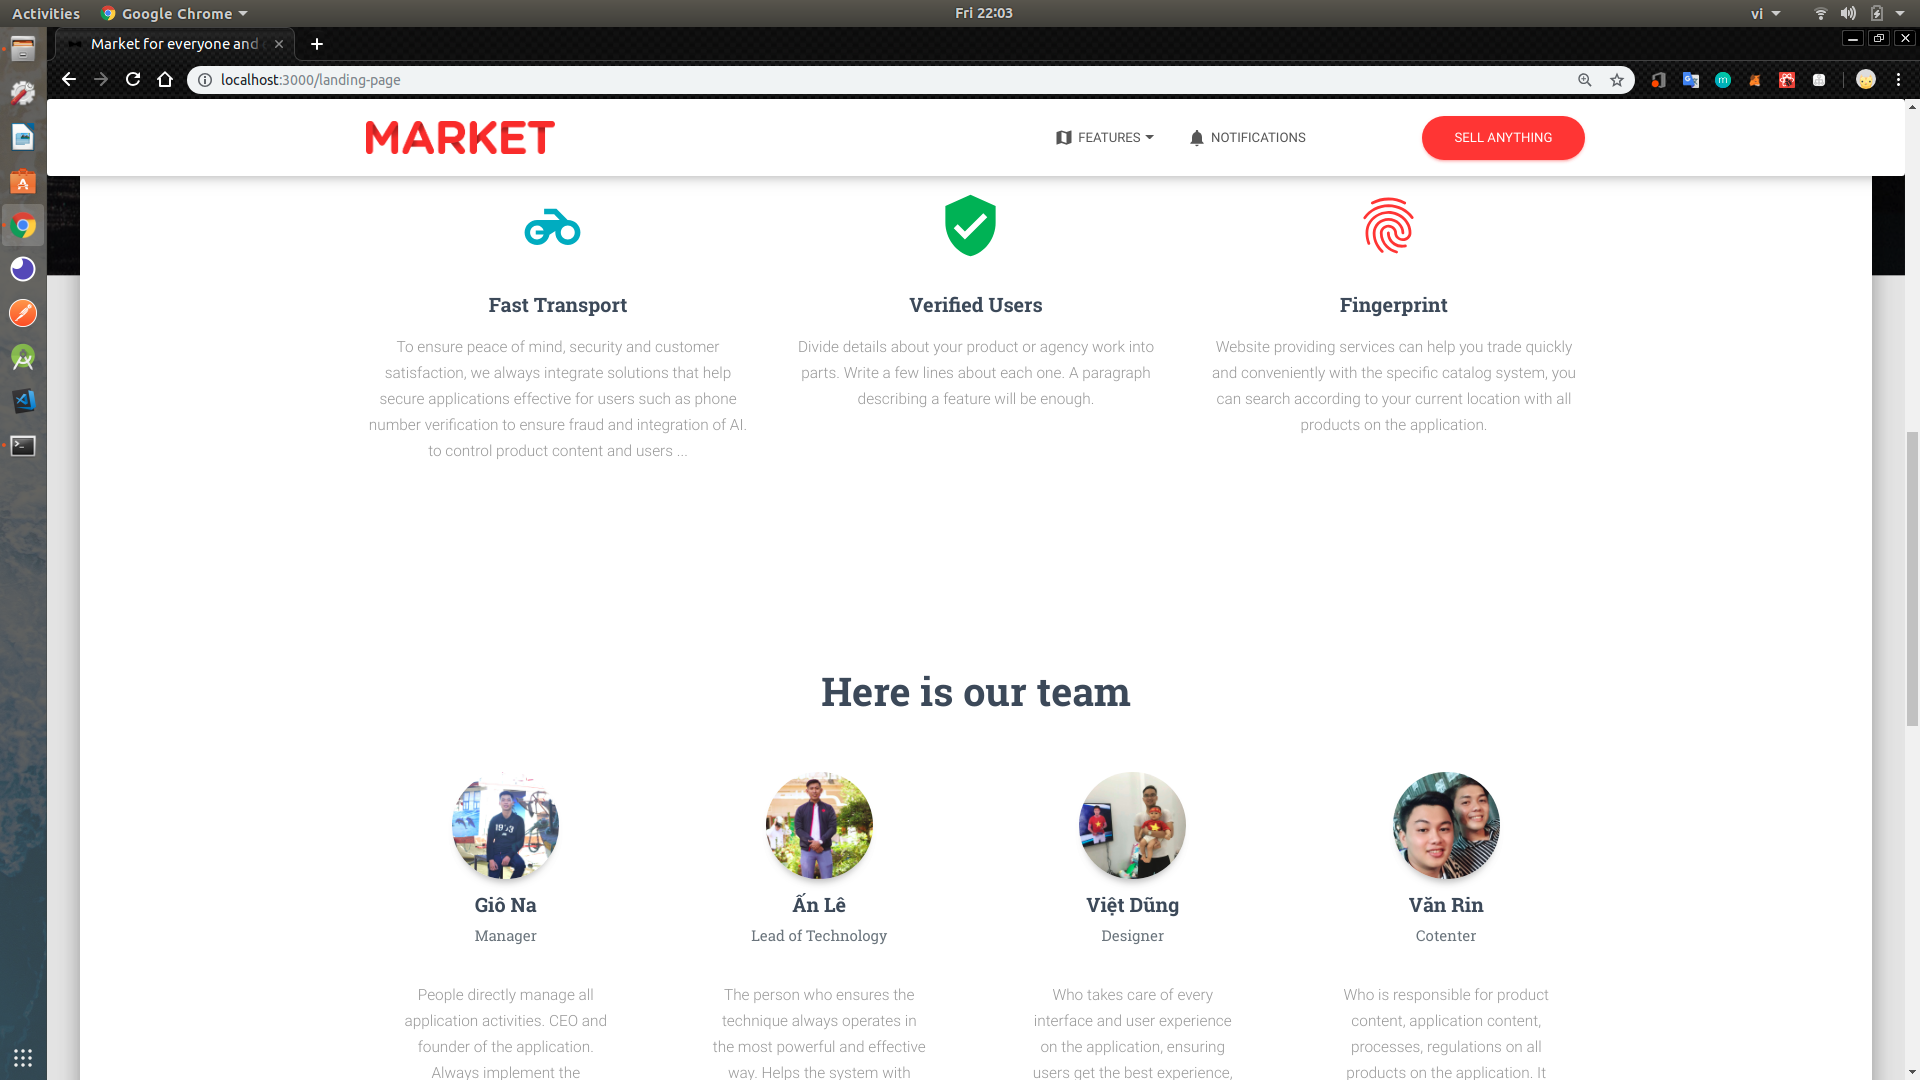 Activities
Google Chrome
Fri 22:03
vi
Market for everyone and
localhost:3000/landing-page
MARKET
FEATURES
NOTIFICATIONS
SELL ANYTHING
Fast Transport
To ensure peace of mind, security and customer
satisfaction, we always integrate solutions that help
secure applications effective for users such as phone
number verification to ensure fraud and integration of AI.
to control product content and users ...
Verified Users
Divide details about your product or agency work into
parts. Write a few lines about each one. A paragraph
describing a feature will be enough.
Fingerprint
Website providing services can help you trade quickly
and conveniently with the specific catalog system, you
can search according to your current location with all
products on the application.
Here is our team
Giô Na
Manager
People directly manage all
application activities. CEO and
founder of the application.
Always implement the
Ấn Lê
Lead of Technology
The person who ensures the
technique always operates in
the most powerful and effective
way. Helps the system with
Việt Dũng
Designer
Who takes care of every
interface and user experience
on the application, ensuring
users get the best experience,
Văn Rin
Cotenter
Who is responsible for product
content, application content,
processes, regulations on all
products on the application. It